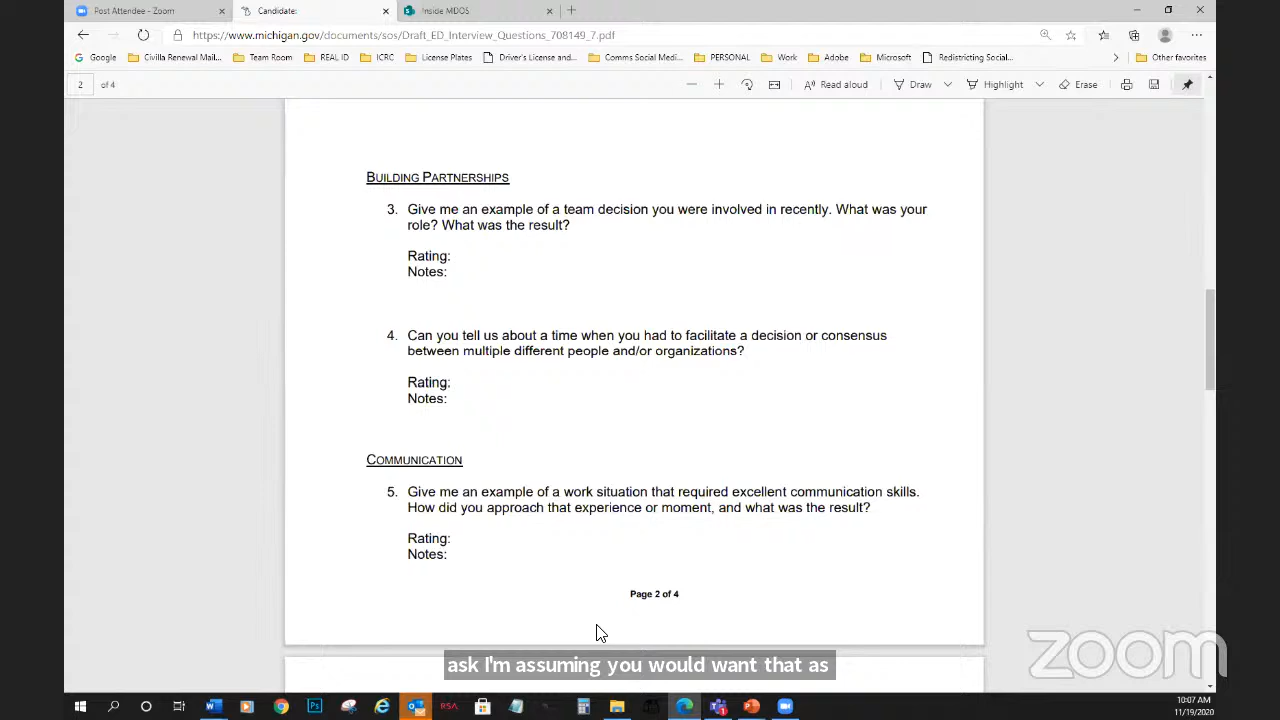 Post Attendee - Zoom
Candidate:
Inside MDOS
https://www.michigan.gov/documents/sos/Draft_ED_Interview_Questions_708149_7.pdf
Google
Civilla Renewal Mail...
Team Room
REAL ID
ICRC
License Plates
Driver's License and...
Comms Social Medi...
PERSONAL
Work
Adobe
Microsoft
Redistricting Social...
Other favorites
2 of 4
Read aloud
Draw
Highlight
Erase
BUILDING PARTNERSHIPS
3. Give me an example of a team decision you were involved in recently. What was your
role? What was the result?
Rating:
Notes:
4. Can you tell us about a time when you had to facilitate a decision or consensus
between multiple different people and/or organizations?
Rating:
Notes:
COMMUNICATION
5. Give me an example of a work situation that required excellent communication skills.
How did you approach that experience or moment, and what was the result?
Rating:
Notes:
Page 2 of 4
zoom
ask I'm assuming you would want that as
RSA
10:07 AM
11/19/2020